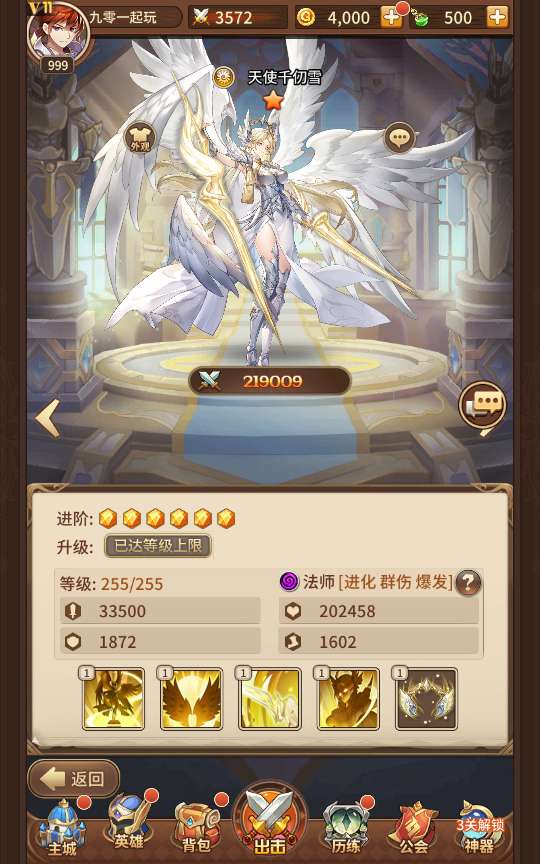 V11
九零一起玩
3572
4,000
500
999
天使千仞雪
外观
219009
进阶:
升级:
已达等级上限
等级: 255/255
法师 [进化 群伤 爆发]
?
33500
202458
1872
1602
1
1
1
1
1
返回
3关解锁
主城
英雄
背包
出击
历练
公会
神器